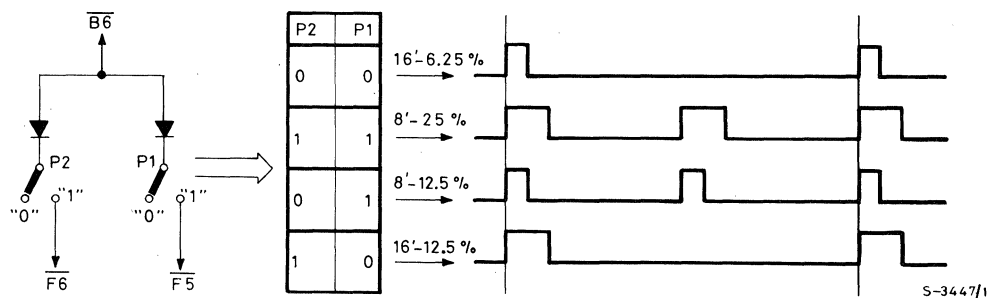 B6
P2
P1
"0"
"1"
"0"
"1"
F6
F5
P2 P1
0 0
1 1
0 1
1 0
16'-6.25 %
8'-25 %
8'-12.5 %
16'-12.5 %
S-3447/1